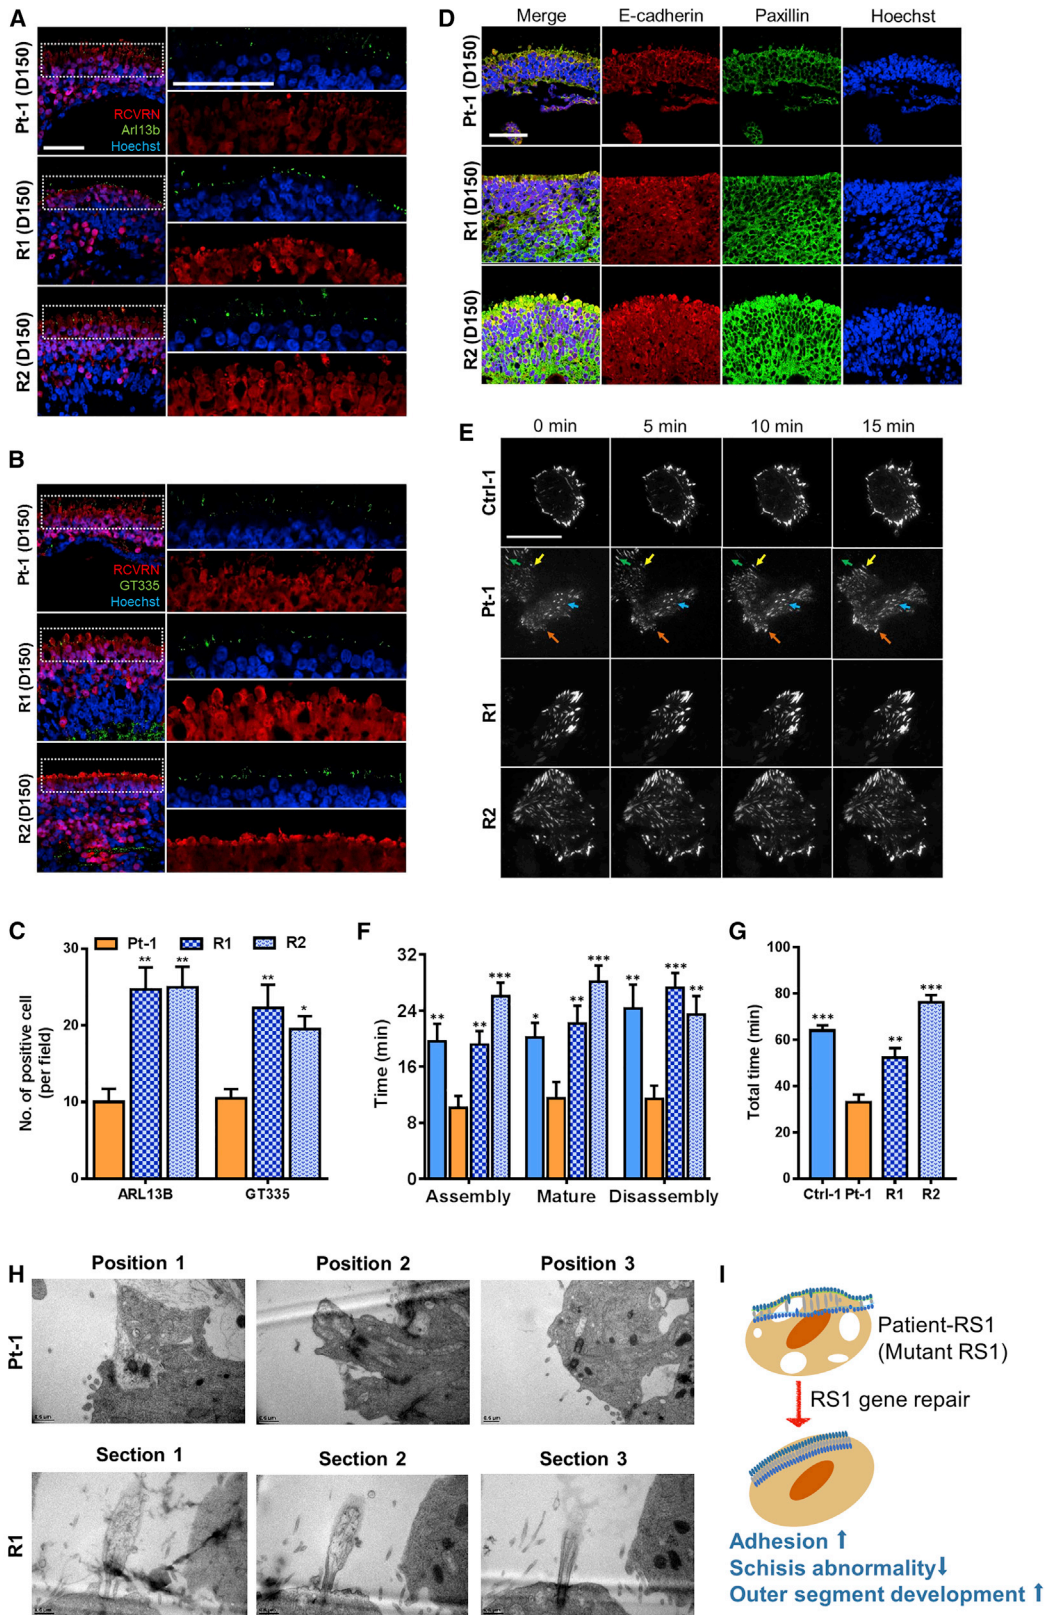 A
Pt-1 (D150)
RCVRN
Arl13b
Hoechst
R1 (D150)
R2 (D150)
B
Pt-1 (D150)
RCVRN
GT335
Hoechst
R1 (D150)
R2 (D150)
C
Pt-1 R1 R2
No. of positive cell
(per field)
30
20
10
0
** ** ** *
ARL13B GT335
D
Merge E-cadherin Paxillin Hoechst
Pt-1 (D150)
R1 (D150)
R2 (D150)
E
0 min 5 min 10 min 15 min
Ctrl-1
Pt-1
R1
R2
F
Time (min)
32
24
16
8
0
** ** *** * ** *** ** *** **
Assembly Mature Disassembly
G
Total time (min)
100
80
60
40
20
0
*** ** ***
Ctrl-1 Pt-1 R1 R2
H
Position 1 Position 2 Position 3
Pt-1
Section 1 Section 2 Section 3
R1
I
Patient-RS1
(Mutant RS1)
RS1 gene repair
Adhesion ↑
Schisis abnormality↓
Outer segment development ↑